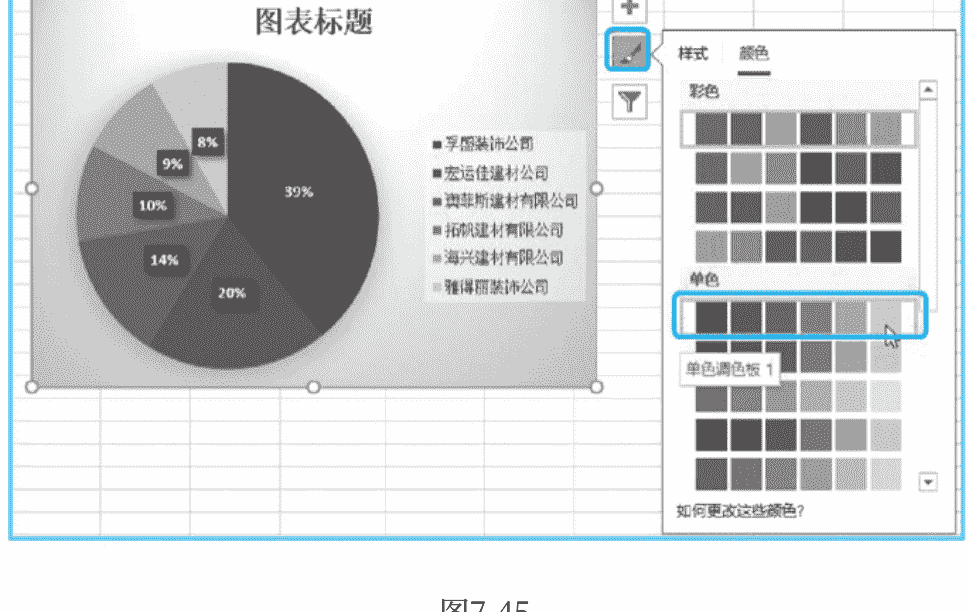 图表标题
样式 颜色
彩色
8%
9%
39%
10%
14%
20%
孚盛装饰公司
宏运佳建材公司
澳菲斯建材有限公司
拓帆建材有限公司
海兴建材有限公司
雅得丽装饰公司
单色
单色调色板 1
如何更改这些颜色?
图7-45